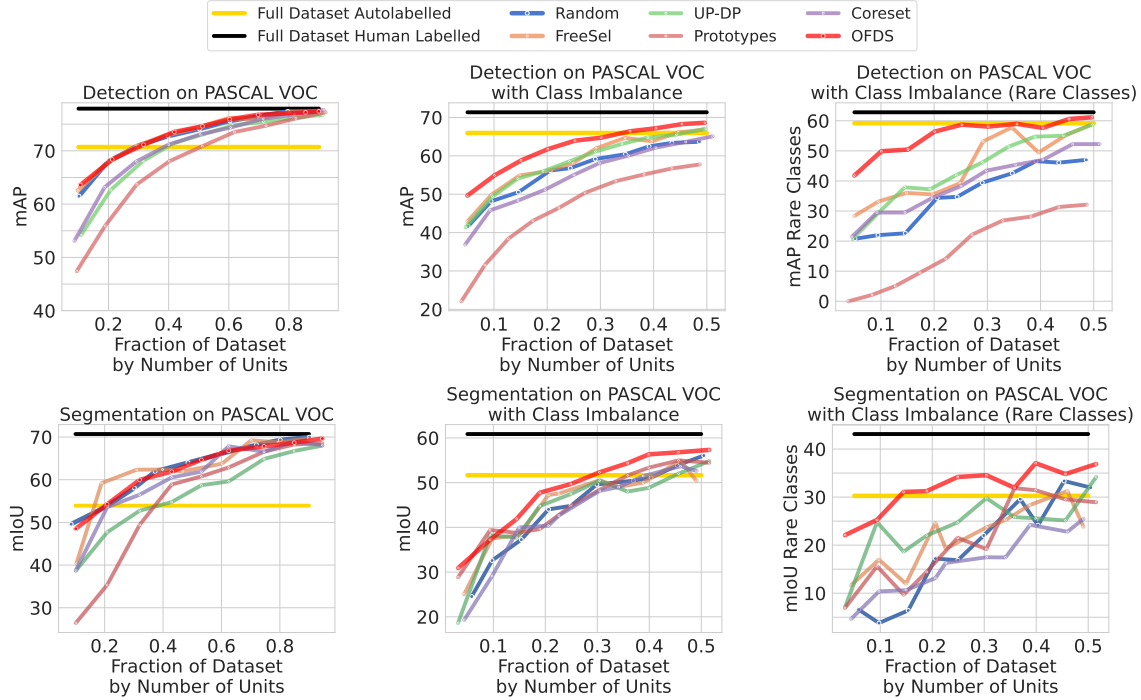 Full Dataset Autolabelled
Full Dataset Human Labelled
Random
FreeSel
UP-DP
Prototypes
Coreset
OFDS
Detection on PASCAL VOC
mAP
70
60
50
40
0.2 0.4 0.6 0.8
Fraction of Dataset
by Number of Units
Detection on PASCAL VOC
with Class Imbalance
mAP
70
60
50
40
30
20
0.1 0.2 0.3 0.4 0.5
Fraction of Dataset
by Number of Units
Detection on PASCAL VOC
with Class Imbalance (Rare Classes)
mAP Rare Classes
60
50
40
30
20
10
0
0.1 0.2 0.3 0.4 0.5
Fraction of Dataset
by Number of Units
Segmentation on PASCAL VOC
mIoU
70
60
50
40
30
0.2 0.4 0.6 0.8
Fraction of Dataset
by Number of Units
Segmentation on PASCAL VOC
with Class Imbalance
mIoU
60
50
40
30
20
0.1 0.2 0.3 0.4 0.5
Fraction of Dataset
by Number of Units
Segmentation on PASCAL VOC
with Class Imbalance (Rare Classes)
mIoU Rare Classes
40
30
20
10
0.1 0.2 0.3 0.4 0.5
Fraction of Dataset
by Number of Units